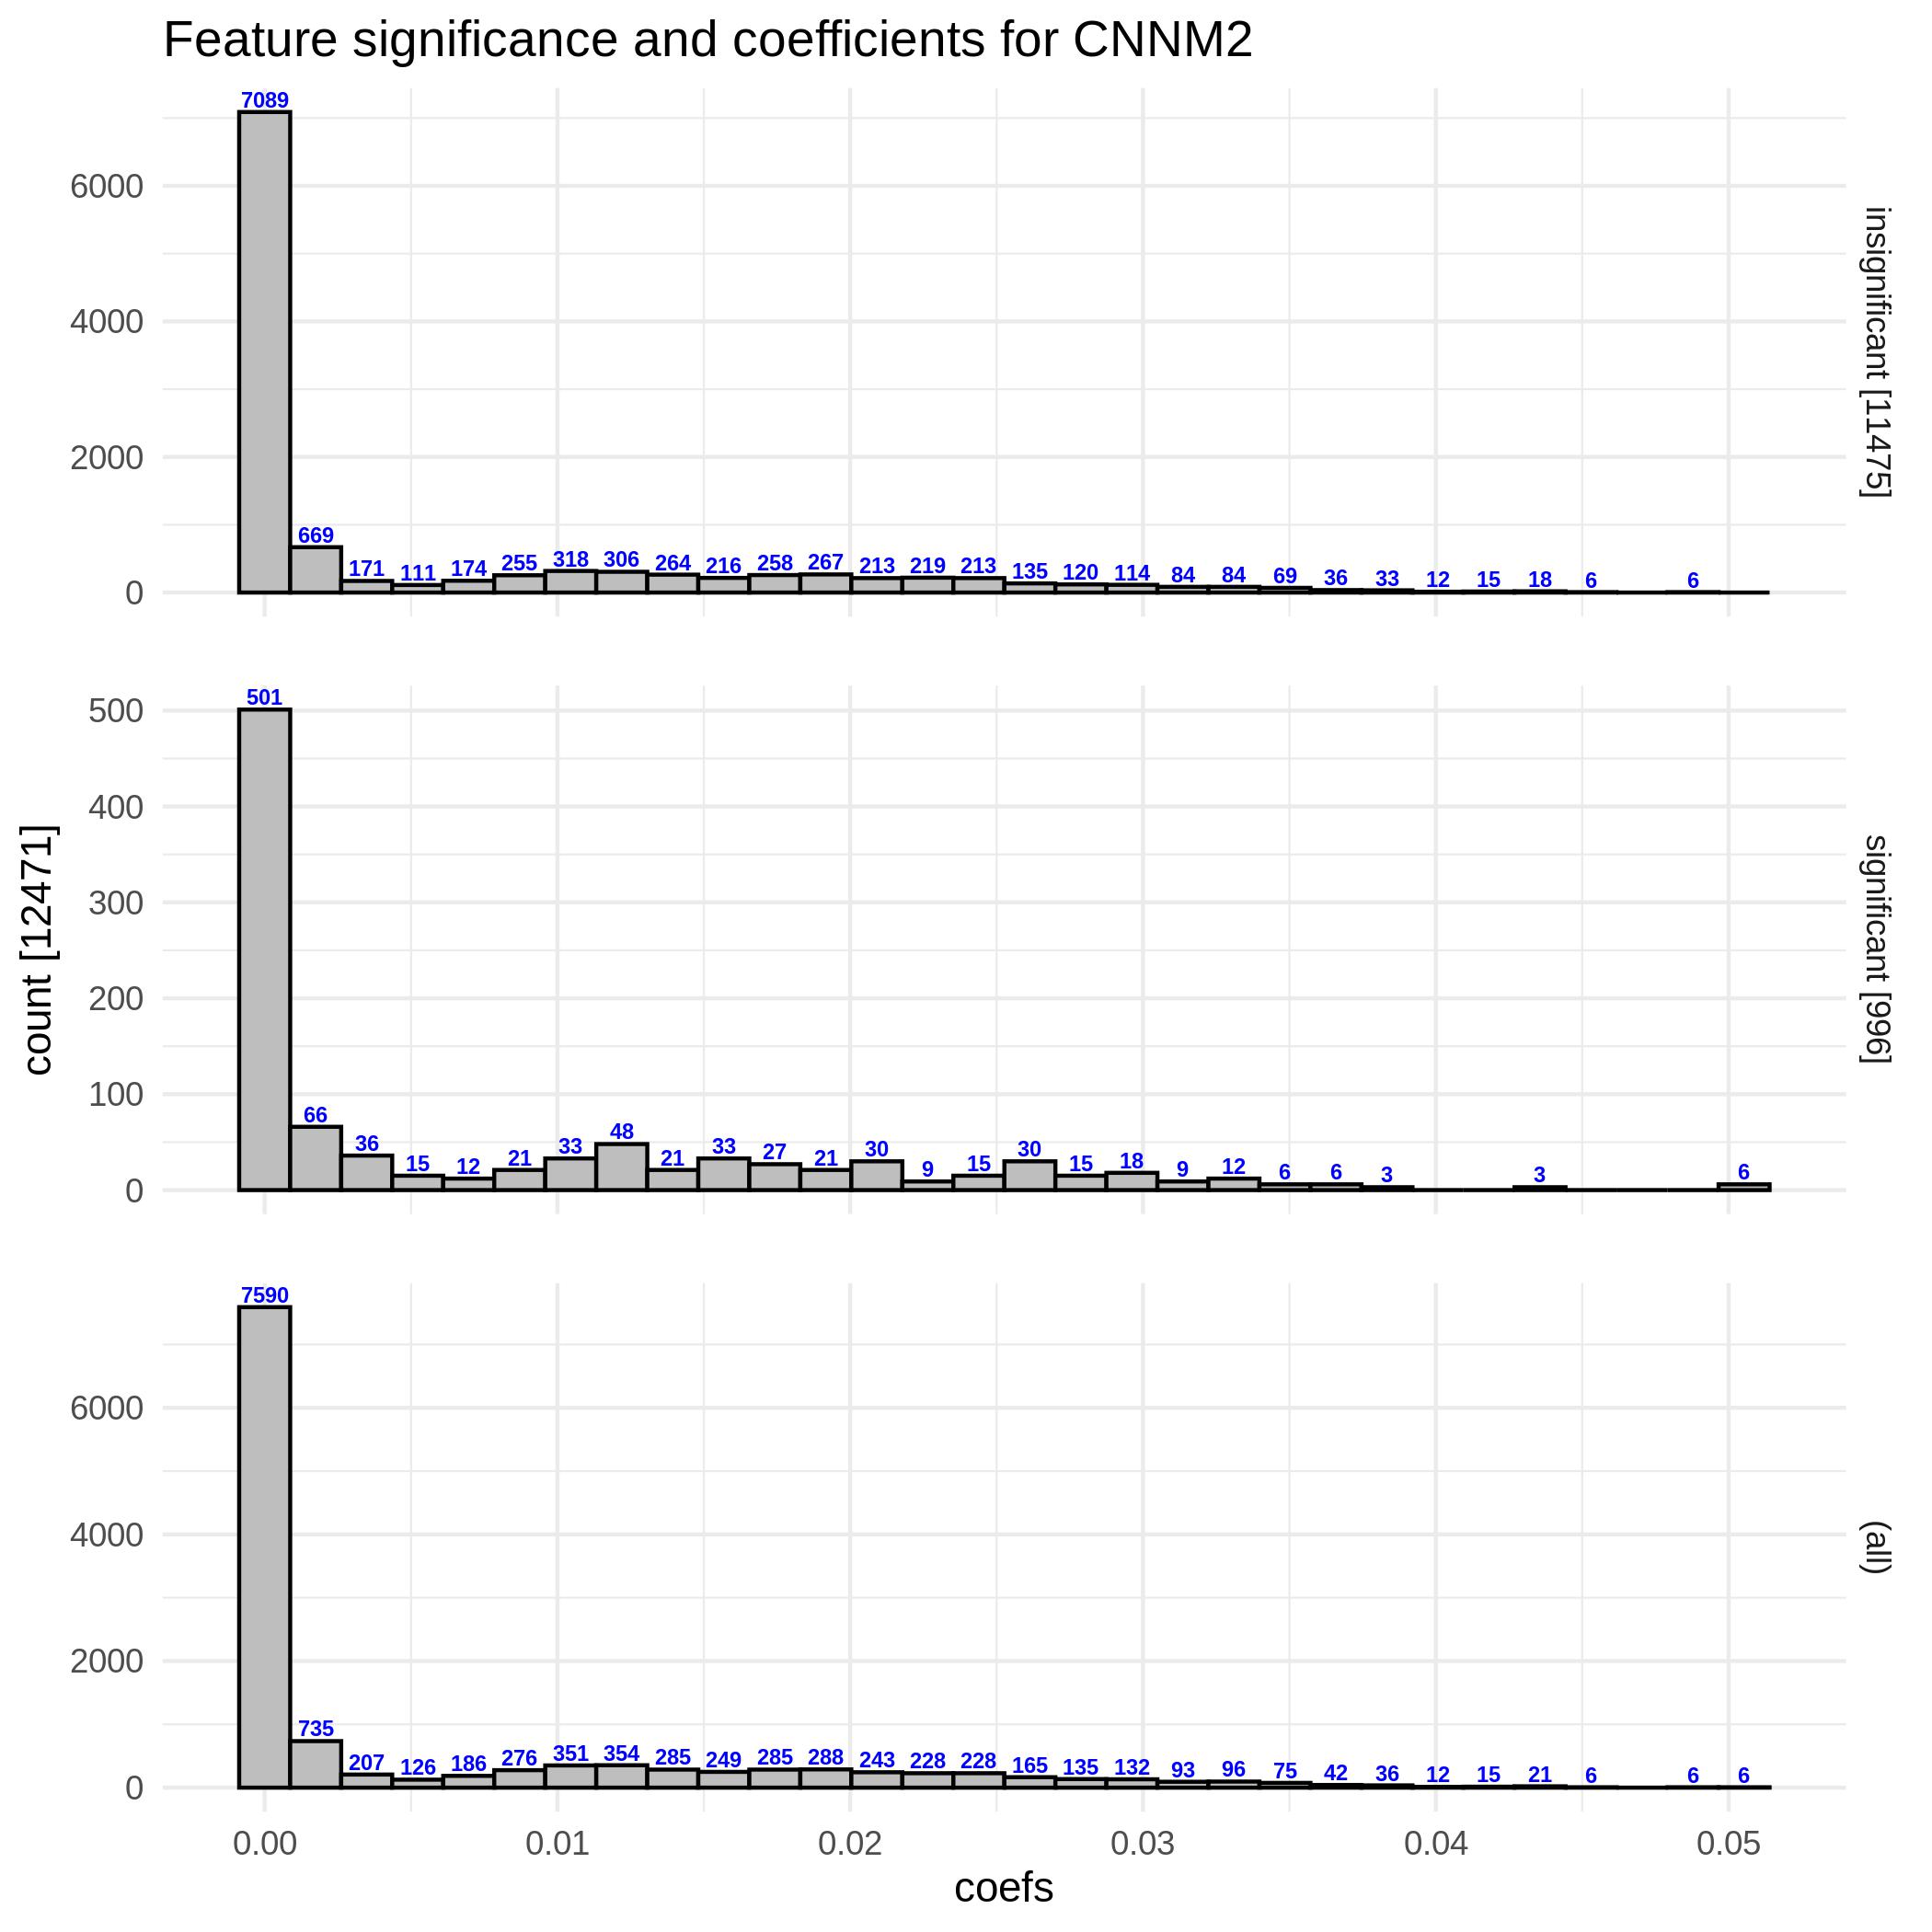 Feature significance and coefficients for CNNM2
7089
6000
4000
2000
0
669 171 111 174 255 318 306 264 216 258 267 213 219 213 135 120 114 84 84 69 36 33 12 15 18 6 6
insignificant [11475]
501
500
400
300
200
100
0
66 36 15 12 21 33 48 21 33 27 21 30 9 15 30 15 18 9 12 6 6 3 3 6
significant [996]
count [12471]
7590
6000
4000
2000
0
735 207 126 186 276 351 354 285 249 285 288 243 228 228 165 135 132 93 96 75 42 36 12 15 21 6 6 6
(all)
0.00 0.01 0.02 0.03 0.04 0.05
coefs